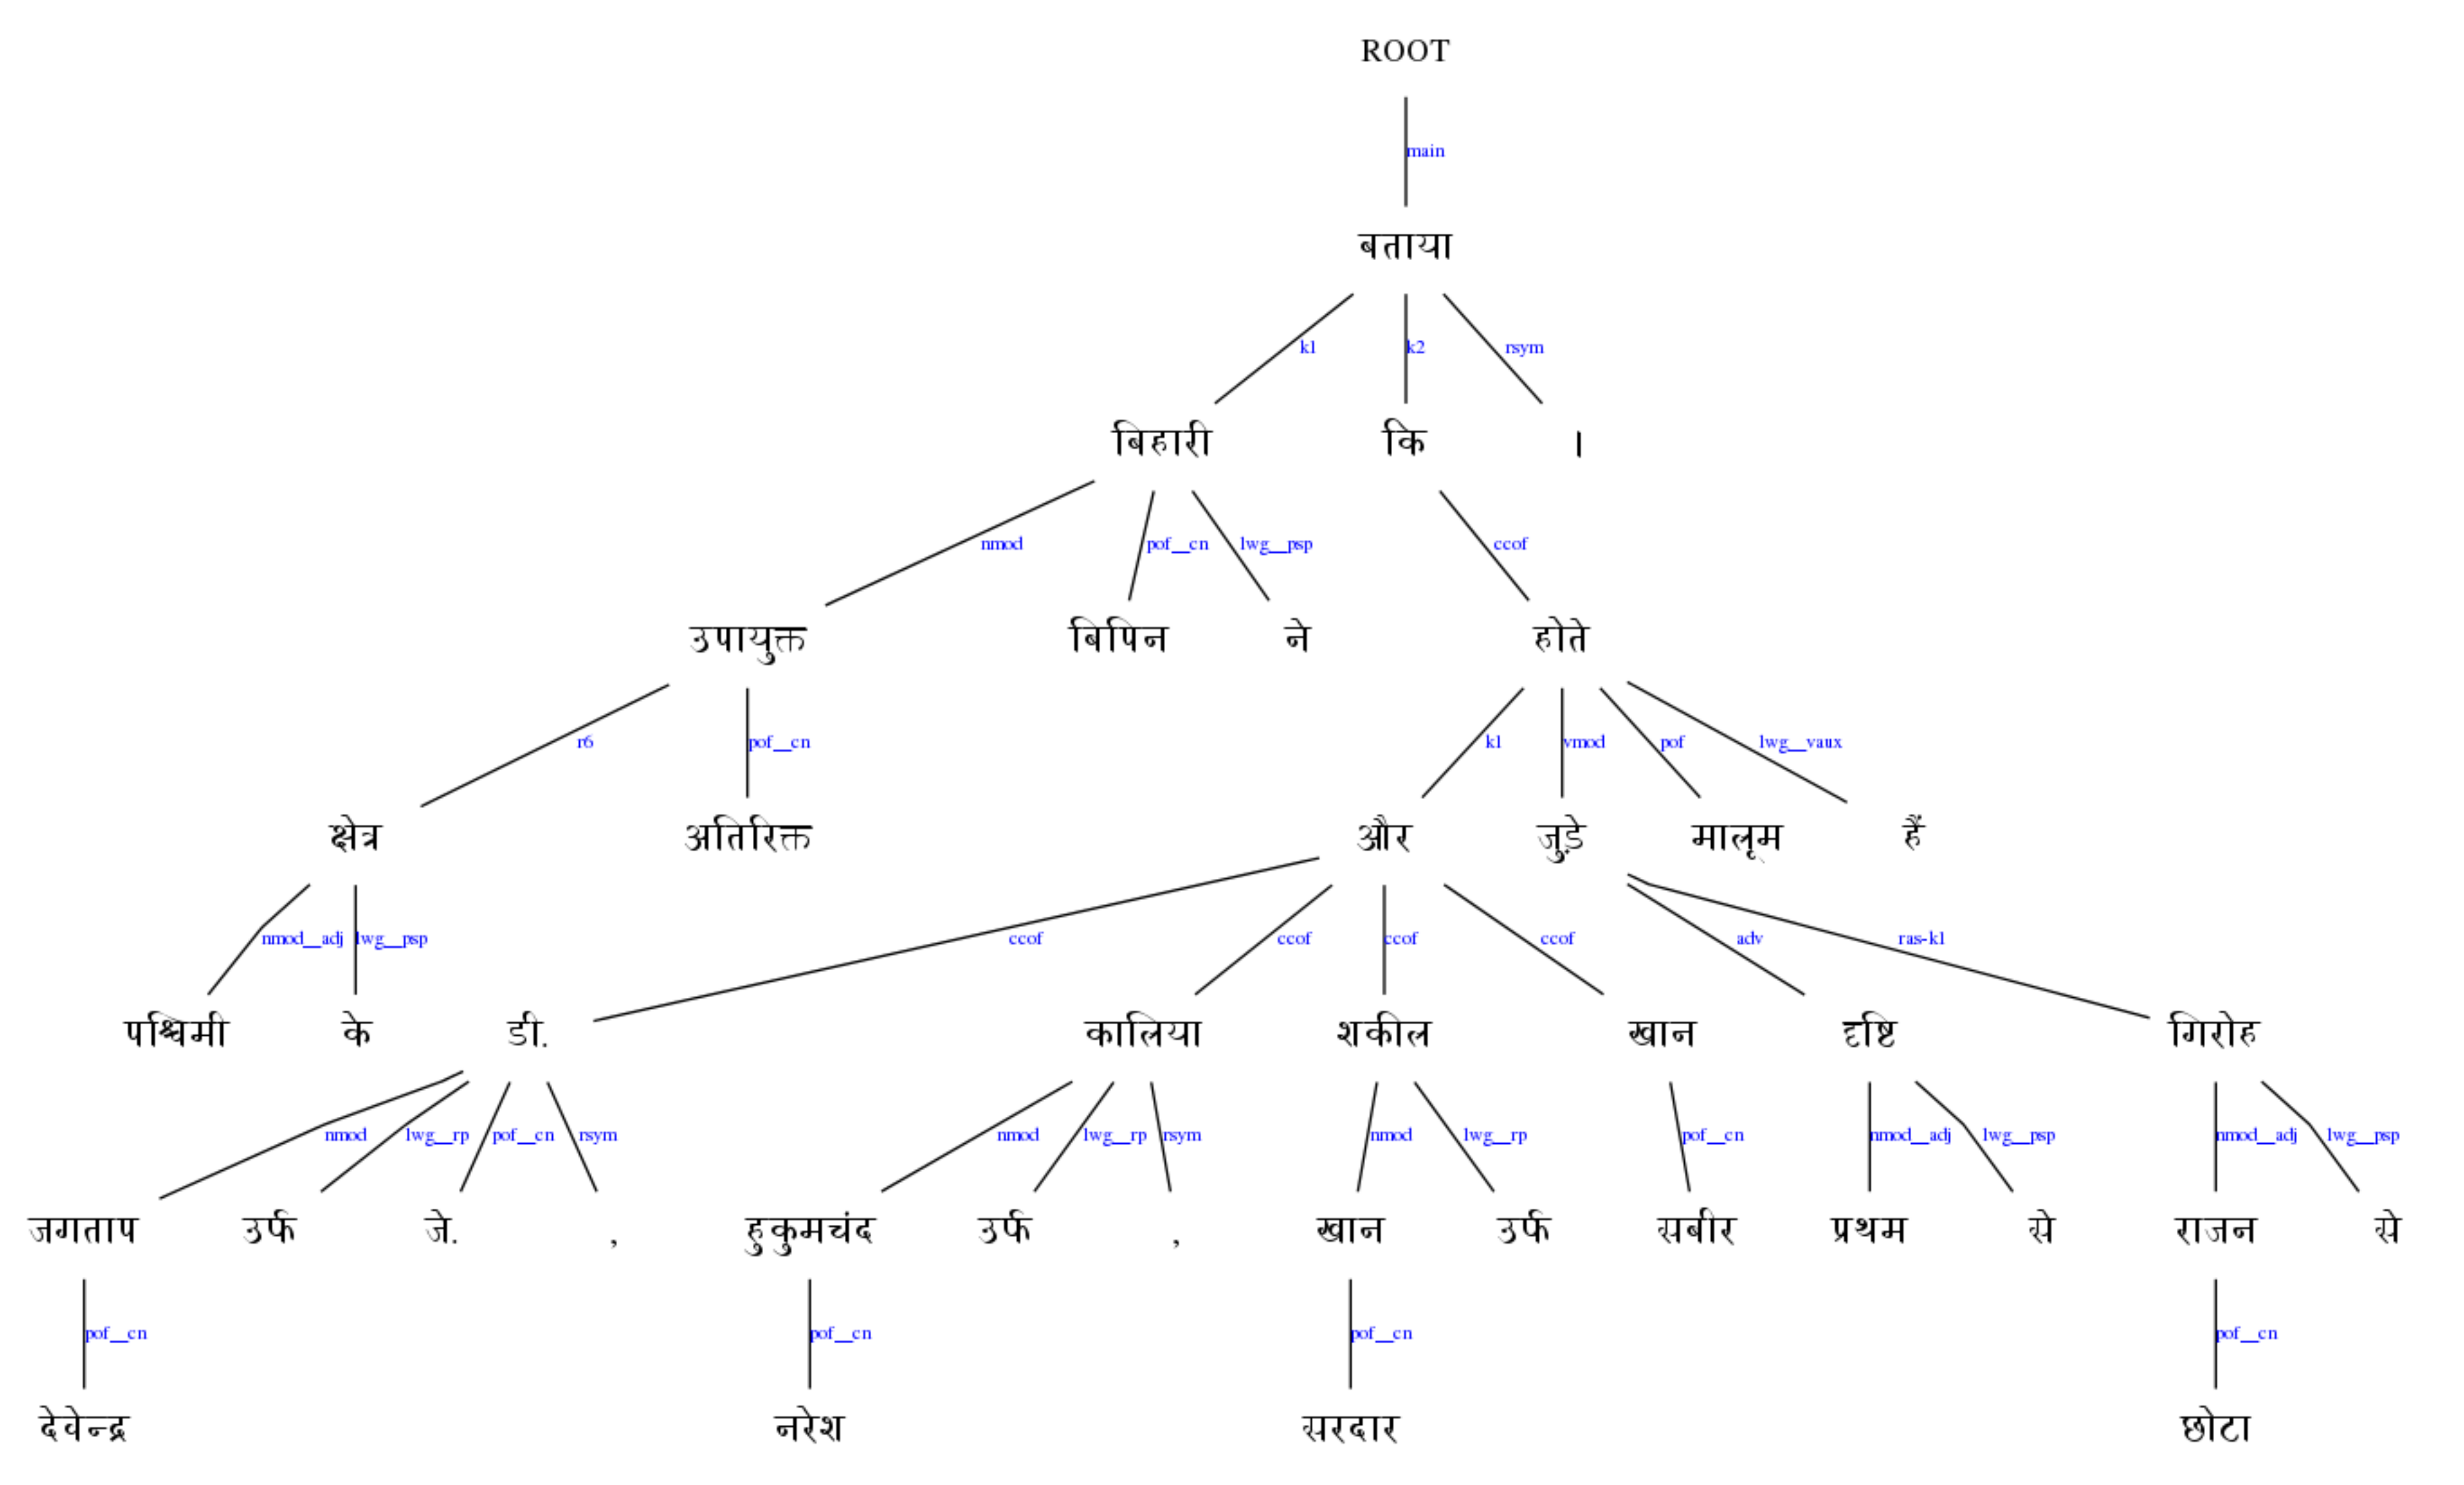 ROOT
main
बताया
k1 k2 rsym
बिहारी कि ।
nmod pof__cn lwg__psp ccof
उपायुक्त बिपिन ने होते
r6 pof__cn k1 vmod pof lwg__vaux
क्षेत्र अतिरिक्त और जुड़े मालूम हैं
nmod__adj lwg__psp ccof ccof ccof ccof adv ras-k1
पश्चिमी के डी. कालिया शकील खान दृष्टि गिरोह
nmod lwg__rp pof__cn rsym nmod lwg__rp rsym nmod lwg__rp pof__cn nmod__adj lwg__psp nmod__adj lwg__psp
जगताप उर्फ जे. , हुकुमचंद उर्फ , खान उर्फ सबीर प्रथम से राजन से
pof__cn pof__cn pof__cn pof__cn
देवेन्द्र नरेश सरदार छोटा